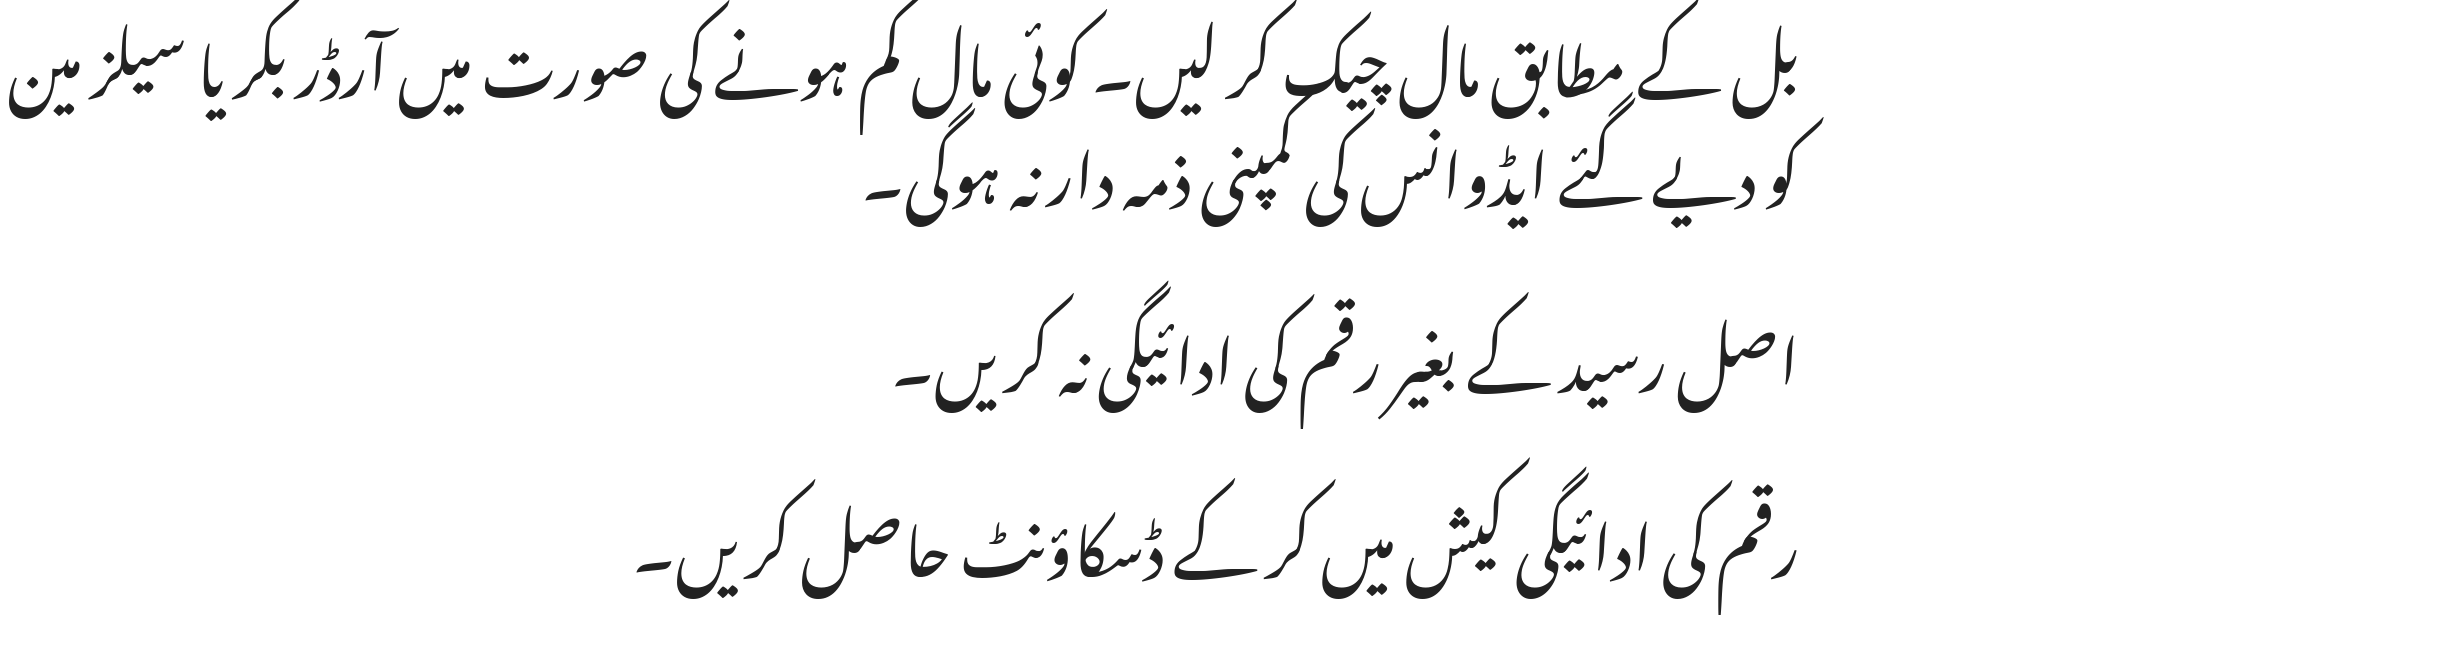 بل کے مطابق مال چیک کر لیں ۔ کوئی مال کم ہونے کی صورت میں آرڈر بکر یا سیلز مین
کو دیے گئے ایڈوانس کی کمپنی ذمہ دار نہ ہوگی ۔
اصل رسید کے بغیر رقم کی ادائیگی نہ کریں ۔
رقم کی ادائیگی کیش میں کر کے ڈسکاؤنٹ حاصل کریں ۔